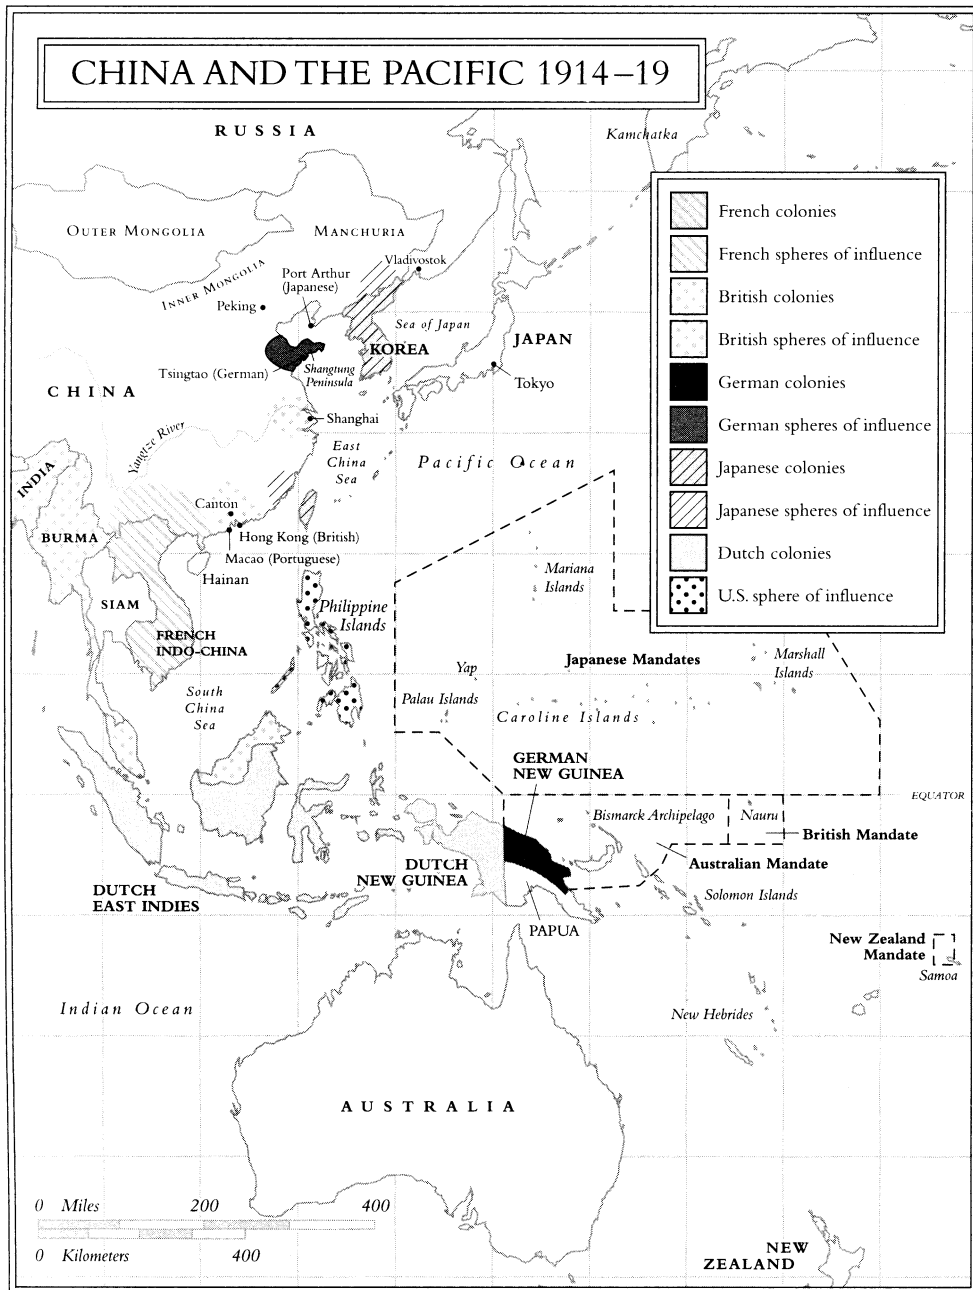 CHINA AND THE PACIFIC 1914–19
RUSSIA
Kamchatka
French colonies
French spheres of influence
British colonies
British spheres of influence
German colonies
German spheres of influence
Japanese colonies
Japanese spheres of influence
Dutch colonies
U.S. sphere of influence
OUTER MONGOLIA
MANCHURIA
INNER MONGOLIA
Vladivostok
Port Arthur
(Japanese)
Peking
Sea of Japan
JAPAN
KOREA
Tsingtao (German)
Shangtung
Peninsula
Tokyo
CHINA
Shanghai
Yangtze River
East
China
Sea
Pacific Ocean
INDIA
Canton
BURMA
Hong Kong (British)
Macao (Portuguese)
Hainan
Mariana
Islands
SIAM
Philippine
Islands
FRENCH
INDO-CHINA
Japanese Mandates
Marshall
Islands
Yap
South
China
Sea
Palau Islands
Caroline Islands
GERMAN
NEW GUINEA
EQUATOR
Bismarck Archipelago
Nauru
British Mandate
Australian Mandate
DUTCH
NEW GUINEA
DUTCH
EAST INDIES
Solomon Islands
PAPUA
New Zealand
Mandate
Samoa
Indian Ocean
New Hebrides
AUSTRALIA
0 Miles 200 400
0 Kilometers 400
NEW
ZEALAND